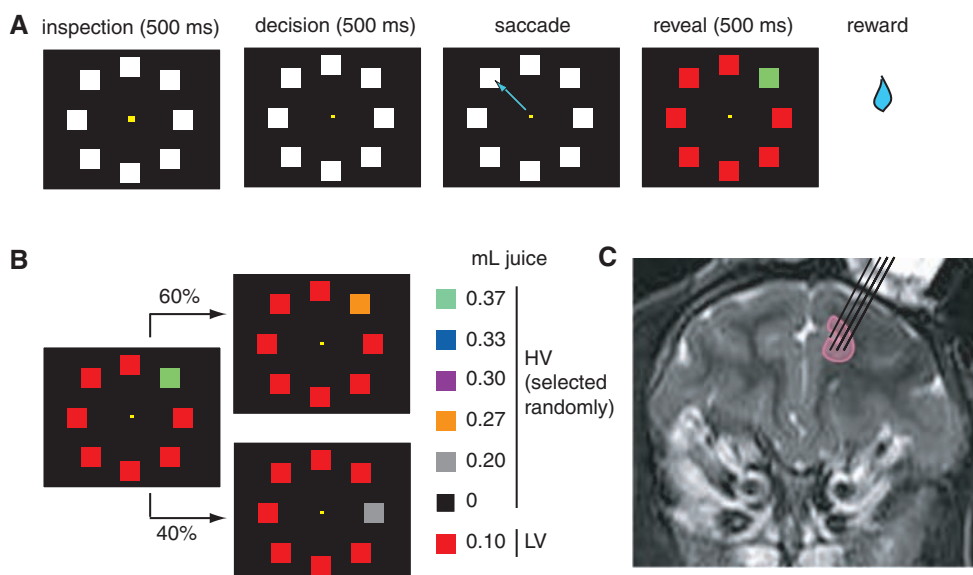 A
inspection (500 ms)
decision (500 ms)
saccade
reveal (500 ms)
reward
B
60%
40%
mL juice
0.37
0.33
0.30
0.27
0.20
0
HV
(selected
randomly)
0.10
LV
C